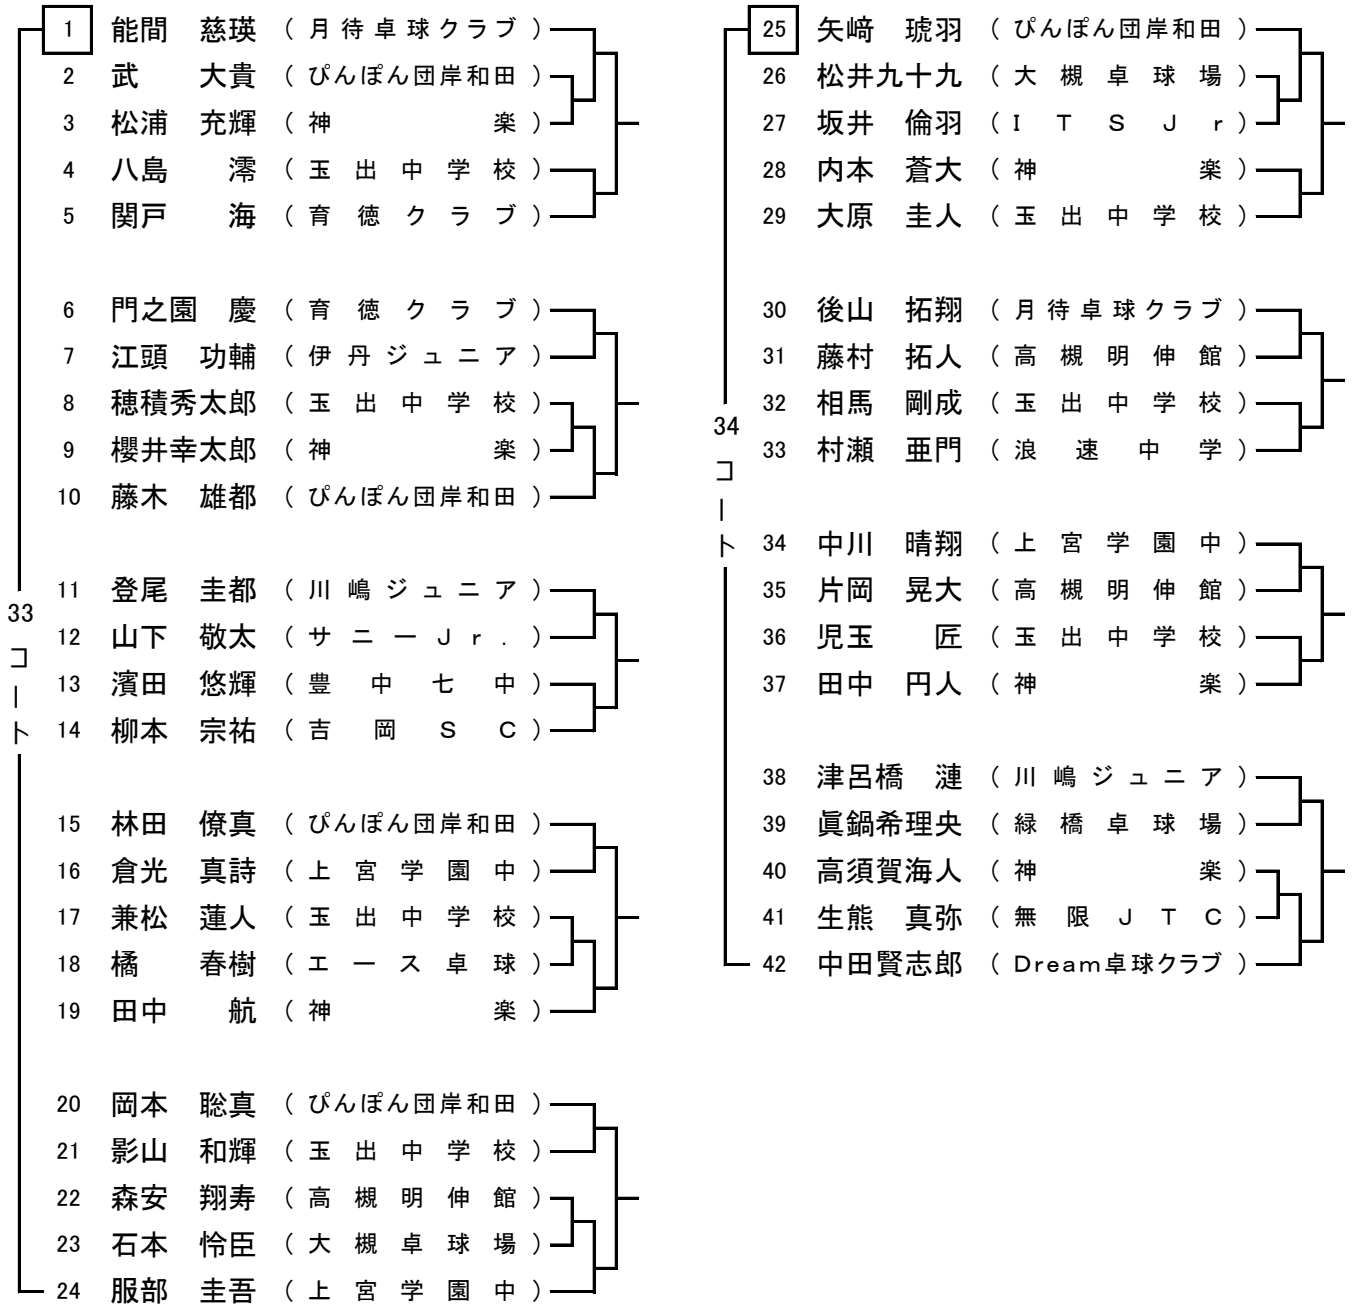 1 能間 慈瑛 （月待卓球クラブ）
2 武 大貴 （ぴんぽん団岸和田）
3 松浦 充輝 （神 楽）
4 八島 澪 （玉出中学校）
5 関戸 海 （育徳クラブ）
6 門之園 慶 （育徳クラブ）
7 江頭 功輔 （伊丹ジュニア）
8 穂積秀太郎 （玉出中学校）
9 櫻井幸太郎 （神 楽）
10 藤木 雄都 （ぴんぽん団岸和田）
11 登尾 圭都 （川嶋ジュニア）
12 山下 敬太 （サニーJr.）
13 濱田 悠輝 （豊中七中）
14 柳本 宗祐 （吉岡SC）
15 林田 僚真 （ぴんぽん団岸和田）
16 倉光 真詩 （上宮学園中）
17 兼松 蓮人 （玉出中学校）
18 橘 春樹 （エース卓球）
19 田中 航 （神 楽）
20 岡本 聡真 （ぴんぽん団岸和田）
21 影山 和輝 （玉出中学校）
22 森安 翔寿 （高槻明伸館）
23 石本 怜臣 （大槻卓球場）
24 服部 圭吾 （上宮学園中）
33コート
25 矢﨑 琥羽 （ぴんぽん団岸和田）
26 松井九十九 （大槻卓球場）
27 坂井 倫羽 （ITSJr）
28 内本 蒼大 （神 楽）
29 大原 圭人 （玉出中学校）
30 後山 拓翔 （月待卓球クラブ）
31 藤村 拓人 （高槻明伸館）
32 相馬 剛成 （玉出中学校）
33 村瀬 亜門 （浪速中学）
34 中川 晴翔 （上宮学園中）
35 片岡 晃大 （高槻明伸館）
36 児玉 匠 （玉出中学校）
37 田中 円人 （神 楽）
38 津呂橋 漣 （川嶋ジュニア）
39 眞鍋希理央 （緑橋卓球場）
40 高須賀海人 （神 楽）
41 生熊 真弥 （無限JTC）
42 中田賢志郎 （Dream卓球クラブ）
34コート